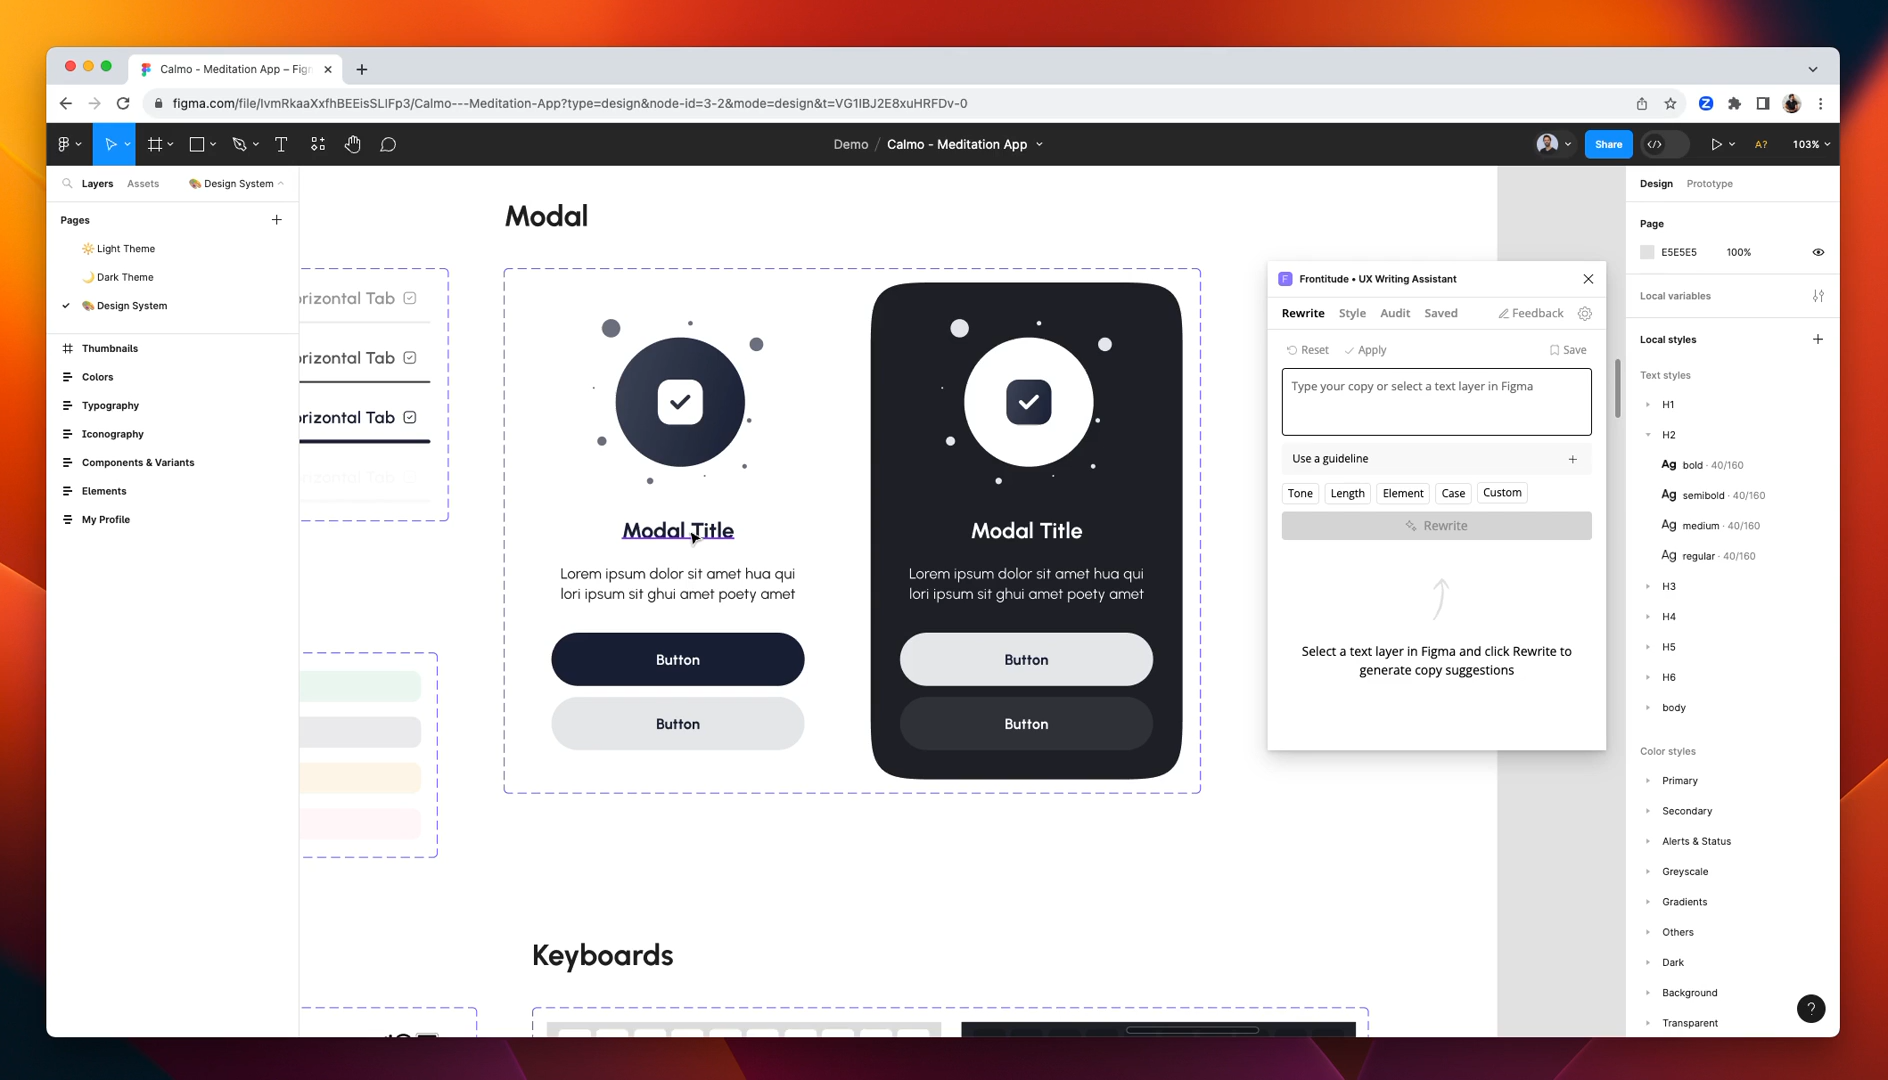 Calmo - Meditation App – Fig
figma.com/file/IvmRkaaXxfhBEEisSLIFp3/Calmo---Meditation-App?type=design&node-id=3-2&mode=design&t=VG1IBJ2E8xuHRFDv-0
Demo / Calmo - Meditation App
Share
A?
103%
Layers
Assets
Design System
Pages
Light Theme
Dark Theme
Design System
Thumbnails
Colors
Typography
Iconography
Components & Variants
Elements
My Profile
Modal
orizontal Tab
orizontal Tab
orizontal Tab
orizontal Tab
Modal Title
Lorem ipsum dolor sit amet hua qui
lori ipsum sit ghui amet poety amet
Button
Button
Modal Title
Lorem ipsum dolor sit amet hua qui
lori ipsum sit ghui amet poety amet
Button
Button
Keyboards
Frontitude • UX Writing Assistant
Rewrite
Style
Audit
Saved
Feedback
Reset
Apply
Save
Type your copy or select a text layer in Figma
Use a guideline
Tone
Length
Element
Case
Custom
Rewrite
Select a text layer in Figma and click Rewrite to
generate copy suggestions
Design
Prototype
Page
E5E5E5
100%
Local variables
Local styles
Text styles
H1
H2
Ag bold · 40/160
Ag semibold · 40/160
Ag medium · 40/160
Ag regular · 40/160
H3
H4
H5
H6
body
Color styles
Primary
Secondary
Alerts & Status
Greyscale
Gradients
Others
Dark
Background
Transparent
?